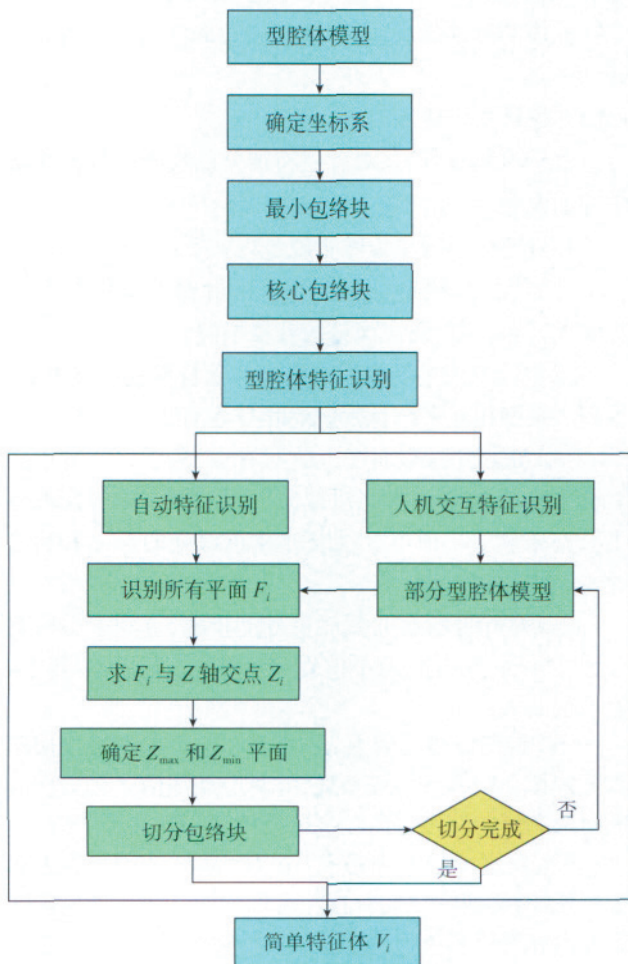 型腔体模型
确定坐标系
最小包络块
核心包络块
型腔体特征识别
自动特征识别
人机交互特征识别
识别所有平面 Fi
部分型腔体模型
求 Fi 与 Z 轴交点 Zi
确定 Zmax 和 Zmin 平面
切分包络块
切分完成
否
是
简单特征体 Vi